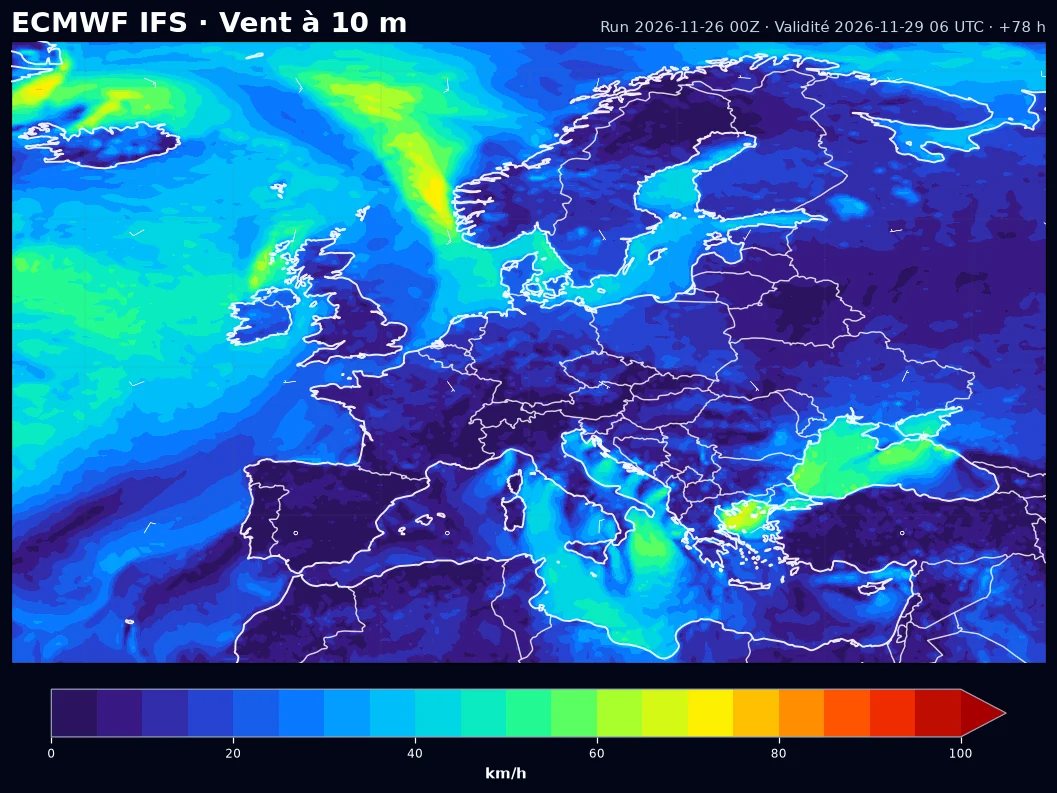 ECMWF IFS · Vent à 10 m
Run 2026-11-26 00Z · Validité 2026-11-29 06 UTC · +78 h
0 20 40 60 80 100
km/h